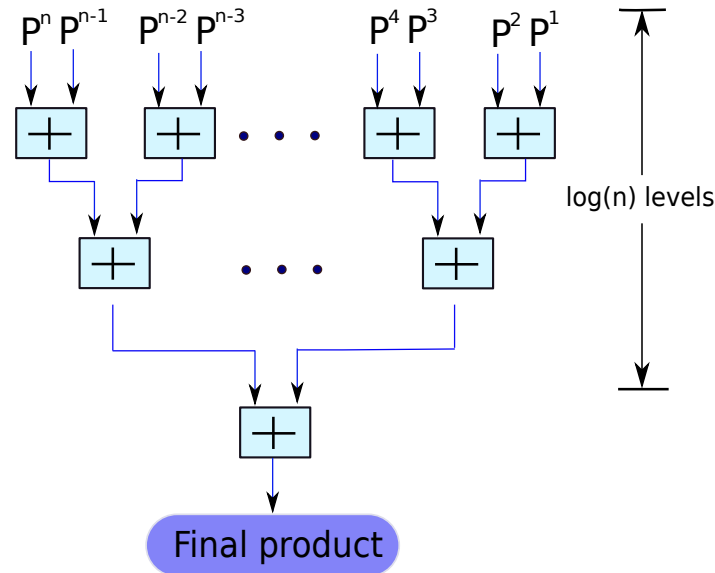 Pⁿ Pⁿ⁻¹ Pⁿ⁻² Pⁿ⁻³ P⁴ P³ P² P¹
log(n) levels
Final product